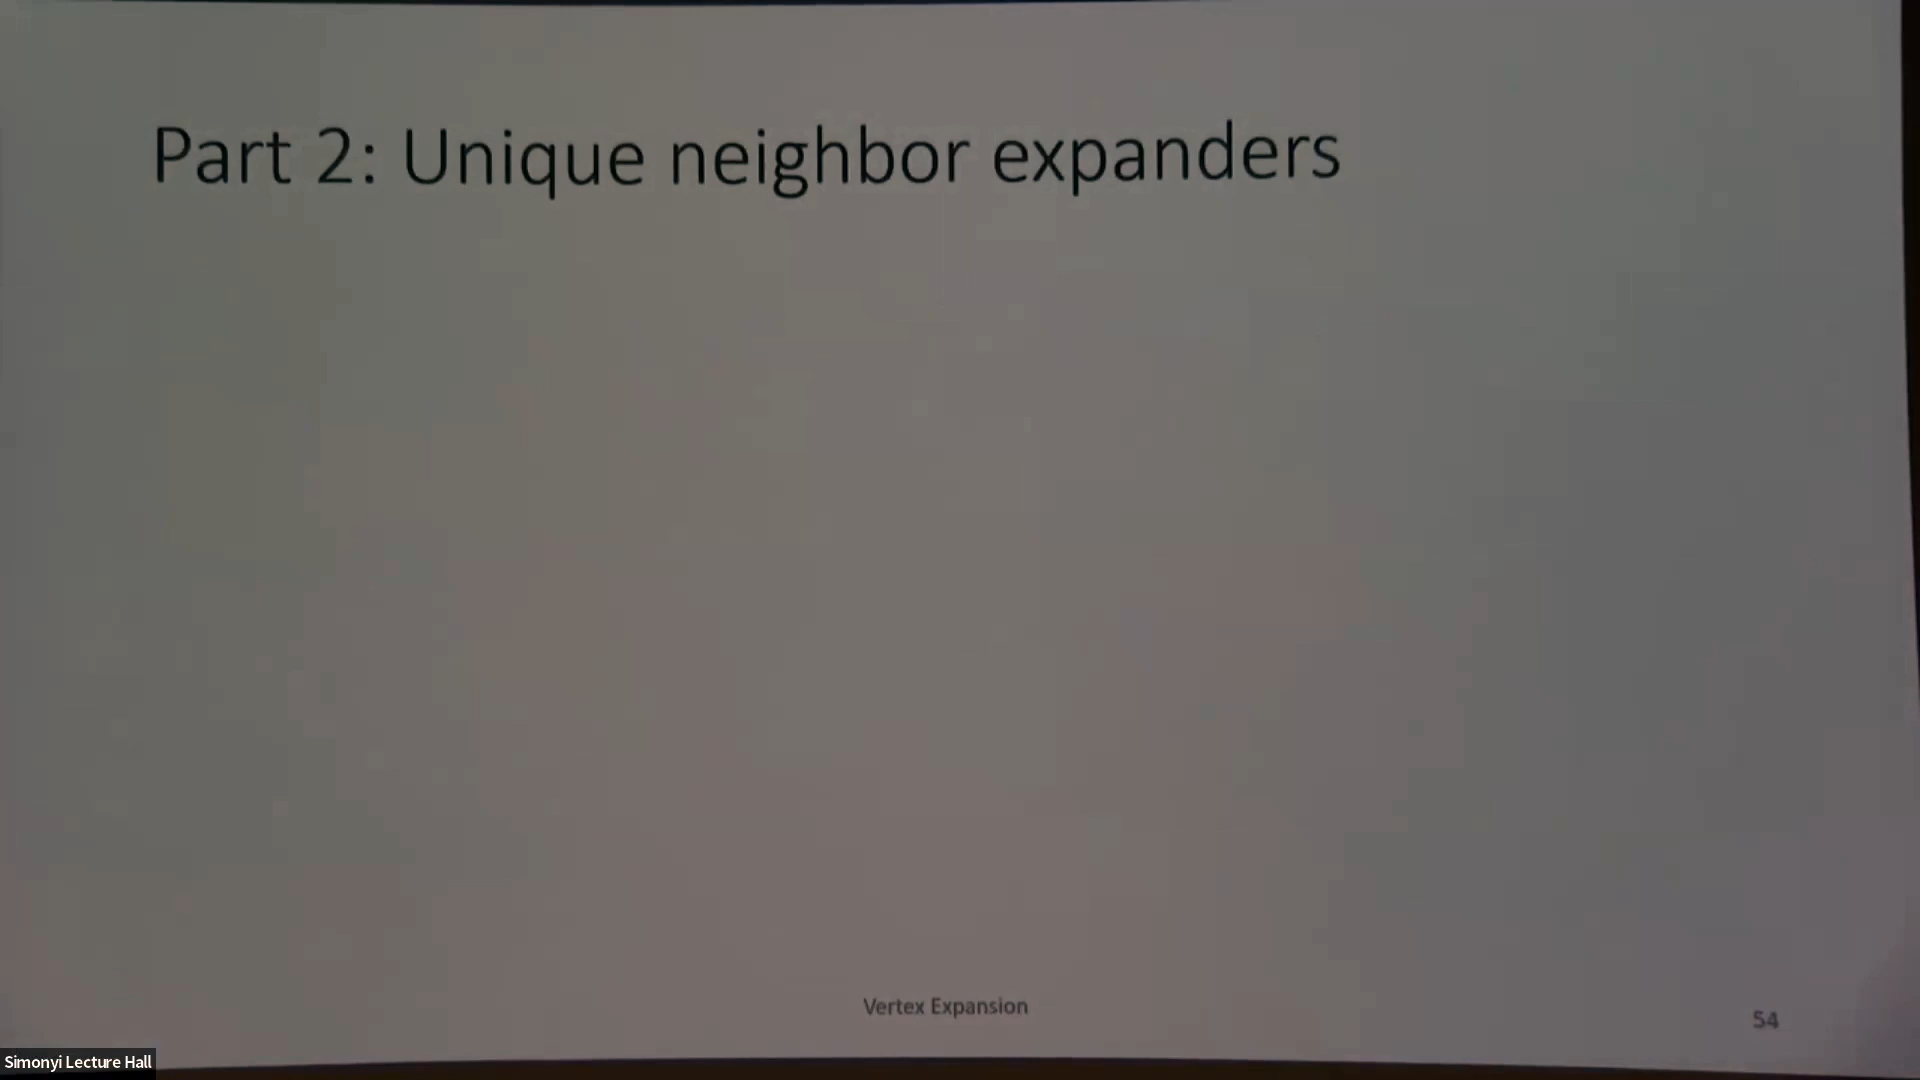 Part 2: Unique neighbor expanders
Vertex Expansion
54
Simonyi Lecture Hall